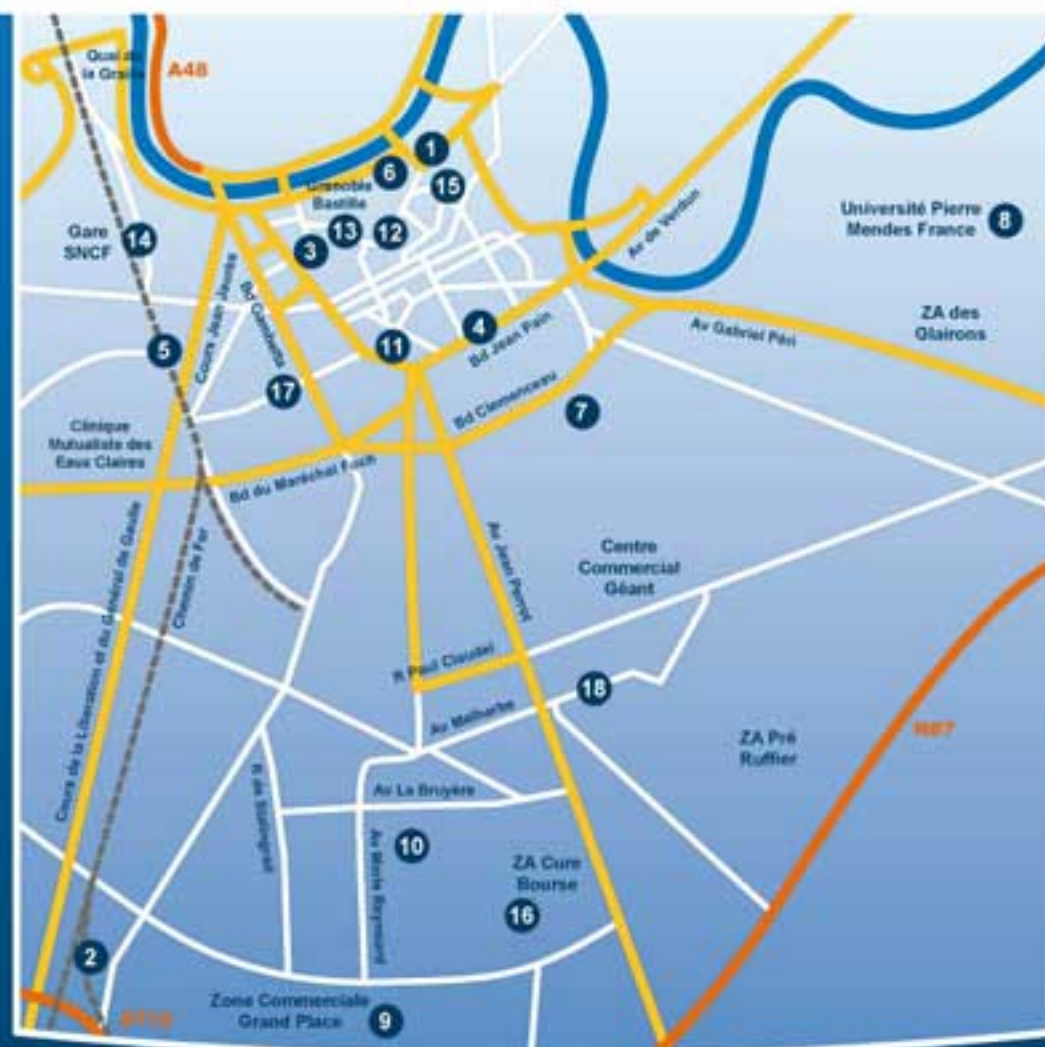 Quai de
la Graille
A48
1
6
15
Grenoble
Bastille
Université Pierre
Mendes France
8
Gare
SNCF
14
13
12
3
Av de Verdun
ZA des
Glairons
Cours Jean Jaurès
Bd Gambetta
5
11
4
Bd Jean Pain
Av Gabriel Péri
17
Bd Clemenceau
7
Clinique
Mutualiste des
Eaux Claires
Bd du Maréchal Foch
Cours de la Libération et du Général de Gaulle
Chemin de Fer
Av Jean Perrot
Centre
Commercial
Géant
R Paul Claudel
18
Av Malherbe
ZA Pré
Ruffier
N87
R de Stalingrad
Av La Bruyère
Av Marie Reynoard
10
ZA Cure
Bourse
16
2
Zone Commerciale
Grand Place
9